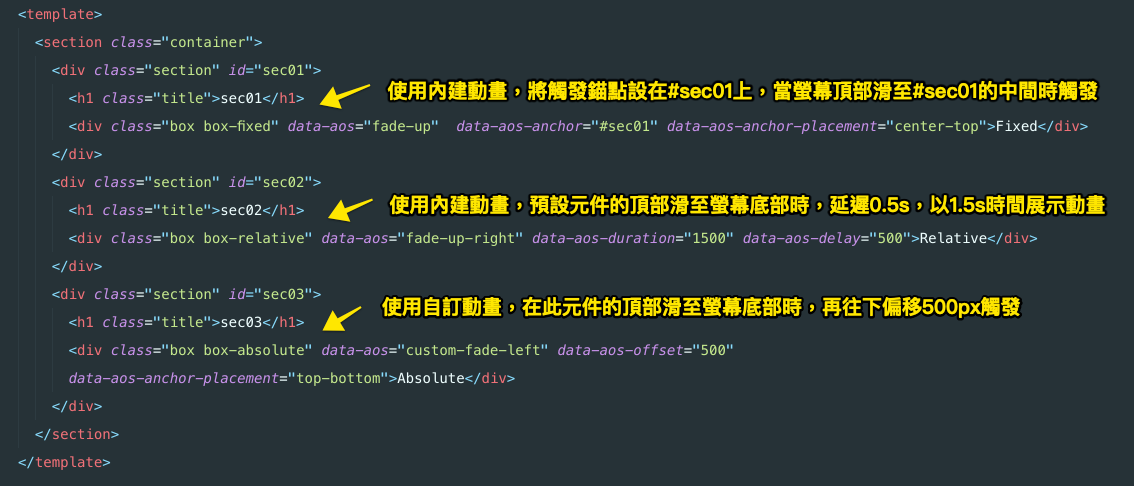 <template>
<section class="container">
<div class="section" id="sec01">
使用內建動畫，將觸發錨點設在#sec01上，當螢幕頂部滑至#sec01的中間時觸發
<h1 class="title">sec01</h1>
<div class="box box-fixed" data-aos="fade-up"  data-aos-anchor="#sec01" data-aos-anchor-placement="center-top">Fixed</div>
</div>
<div class="section" id="sec02">
使用內建動畫，預設元件的頂部滑至螢幕底部時，延遲0.5s，以1.5s時間展示動畫
<h1 class="title">sec02</h1>
<div class="box box-relative" data-aos="fade-up-right" data-aos-duration="1500" data-aos-delay="500">Relative</div>
</div>
<div class="section" id="sec03">
使用自訂動畫，在此元件的頂部滑至螢幕底部時，再往下偏移500px觸發
<h1 class="title">sec03</h1>
<div class="box box-absolute" data-aos="custom-fade-left" data-aos-offset="500"
data-aos-anchor-placement="top-bottom">Absolute</div>
</div>
</section>
</template>